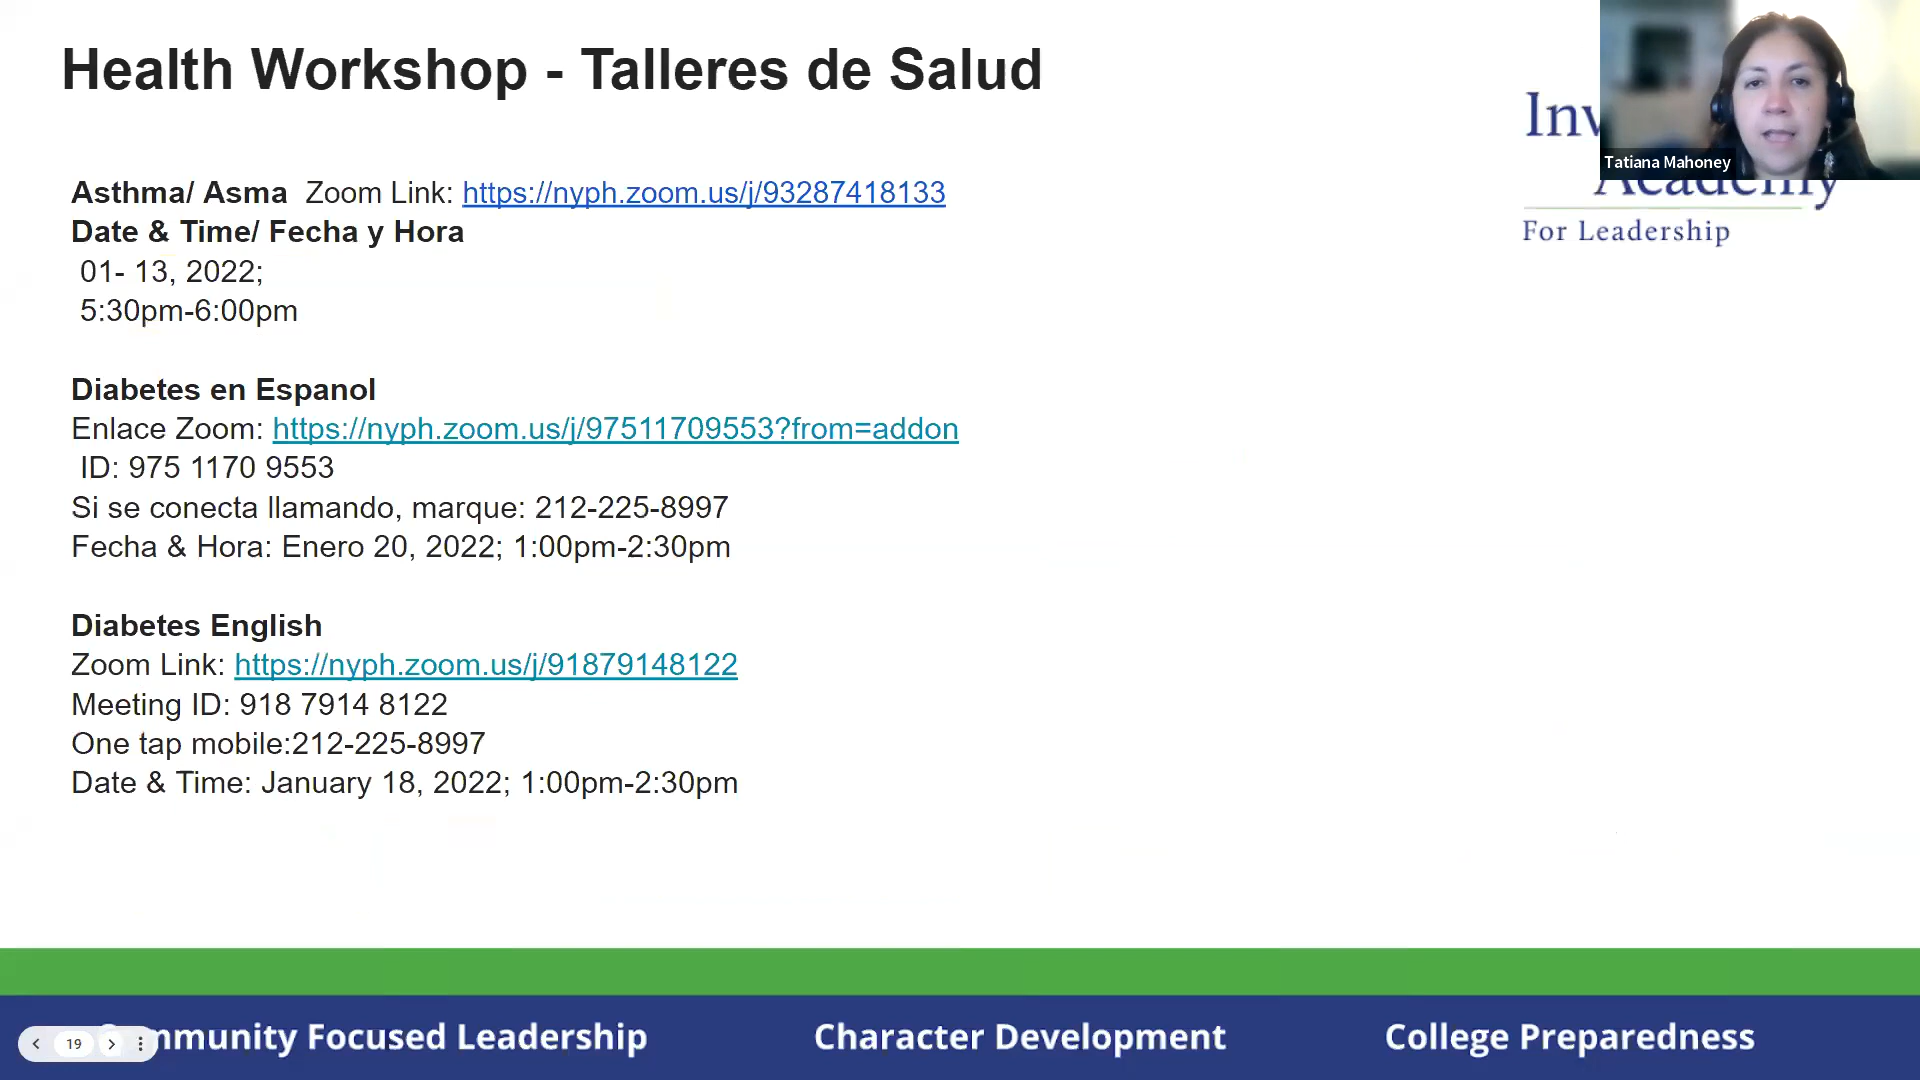 Health Workshop - Talleres de Salud
Tatiana Mahoney
For Leadership
Asthma/ Asma Zoom Link: https://nyph.zoom.us/j/93287418133
Date & Time/ Fecha y Hora
01- 13, 2022;
5:30pm-6:00pm
Diabetes en Espanol
Enlace Zoom: https://nyph.zoom.us/j/97511709553?from=addon
ID: 975 1170 9553
Si se conecta llamando, marque: 212-225-8997
Fecha & Hora: Enero 20, 2022; 1:00pm-2:30pm
Diabetes English
Zoom Link: https://nyph.zoom.us/j/91879148122
Meeting ID: 918 7914 8122
One tap mobile:212-225-8997
Date & Time: January 18, 2022; 1:00pm-2:30pm
19
Focused Leadership
Character Development
College Preparedness